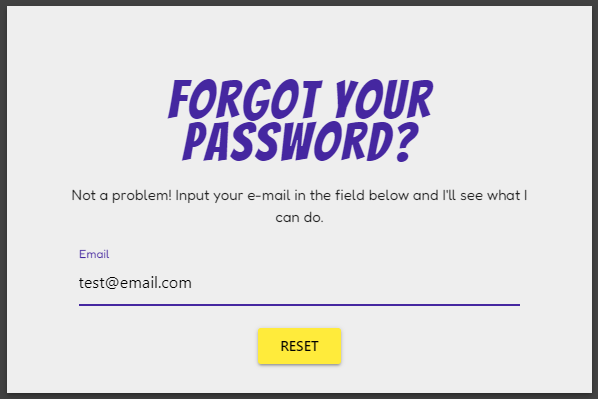 FORGOT YOUR
PASSWORD?
Not a problem! Input your e-mail in the field below and I'll see what I
can do.
Email
test@email.com
RESET